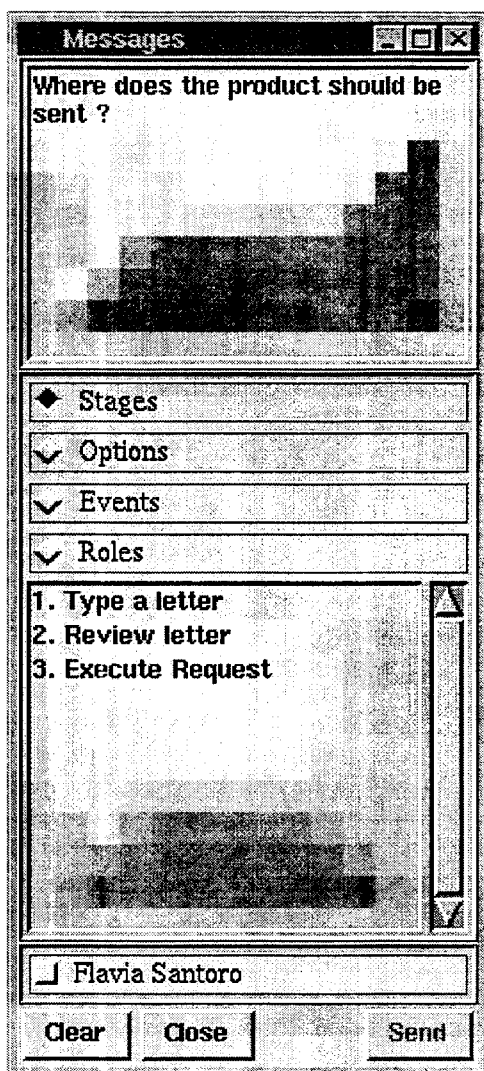 Messages
Where does the product should be
sent ?
Stages
Options
Events
Roles
1. Type a letter
2. Review letter
3. Execute Request
Flavia Santoro
Clear Close Send